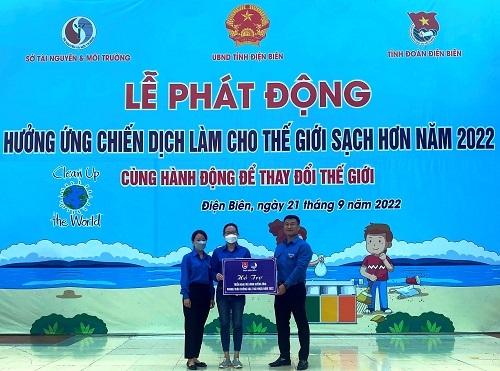 SỞ TÀI NGUYÊN & MÔI TRƯỜNG
UBND TỈNH ĐIỆN BIÊN
TỈNH ĐOÀN ĐIỆN BIÊN
LỄ PHÁT ĐỘNG
HƯỞNG ỨNG CHIẾN DỊCH LÀM CHO THẾ GIỚI SẠCH HƠN NĂM 2022
CÙNG HÀNH ĐỘNG ĐỂ THAY ĐỔI THẾ GIỚI
Clean Up
the World
Điện Biên, ngày 21 tháng 9 năm 2022
Hỗ Trợ